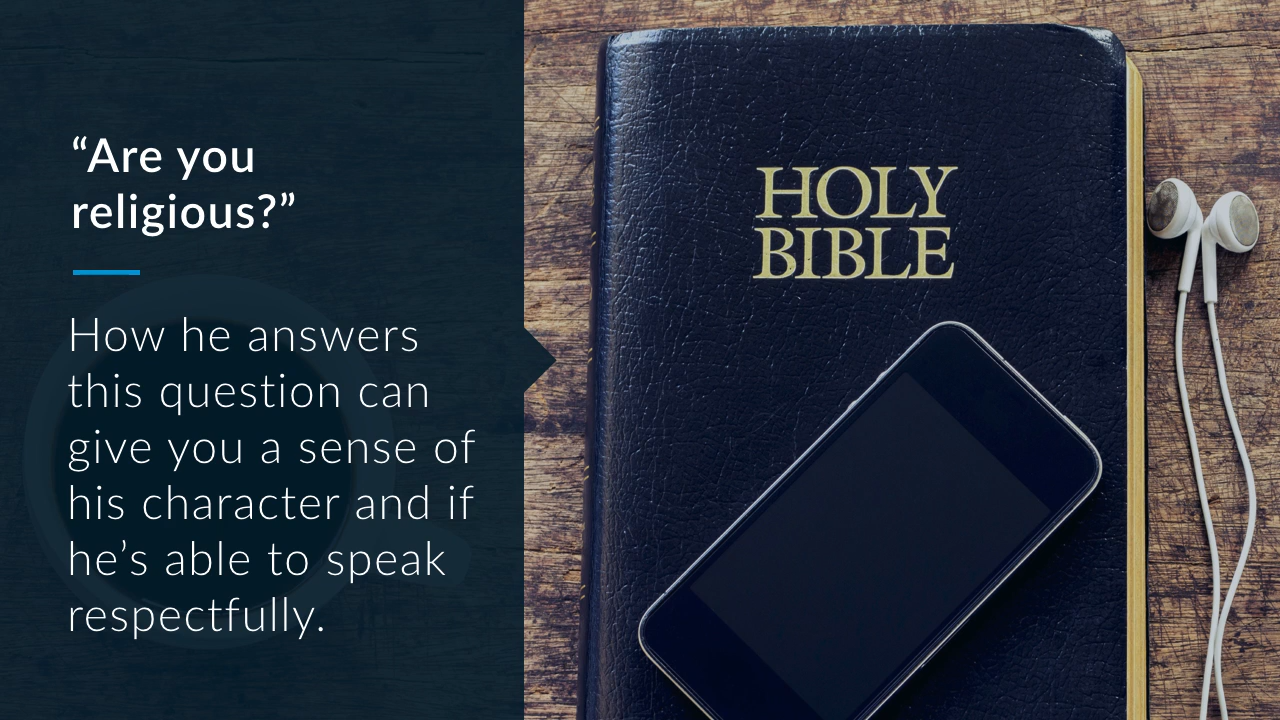 “Are you
religious?”
How he answers
this question can
give you a sense of
his character and if
he’s able to speak
respectfully.
HOLY
BIBLE